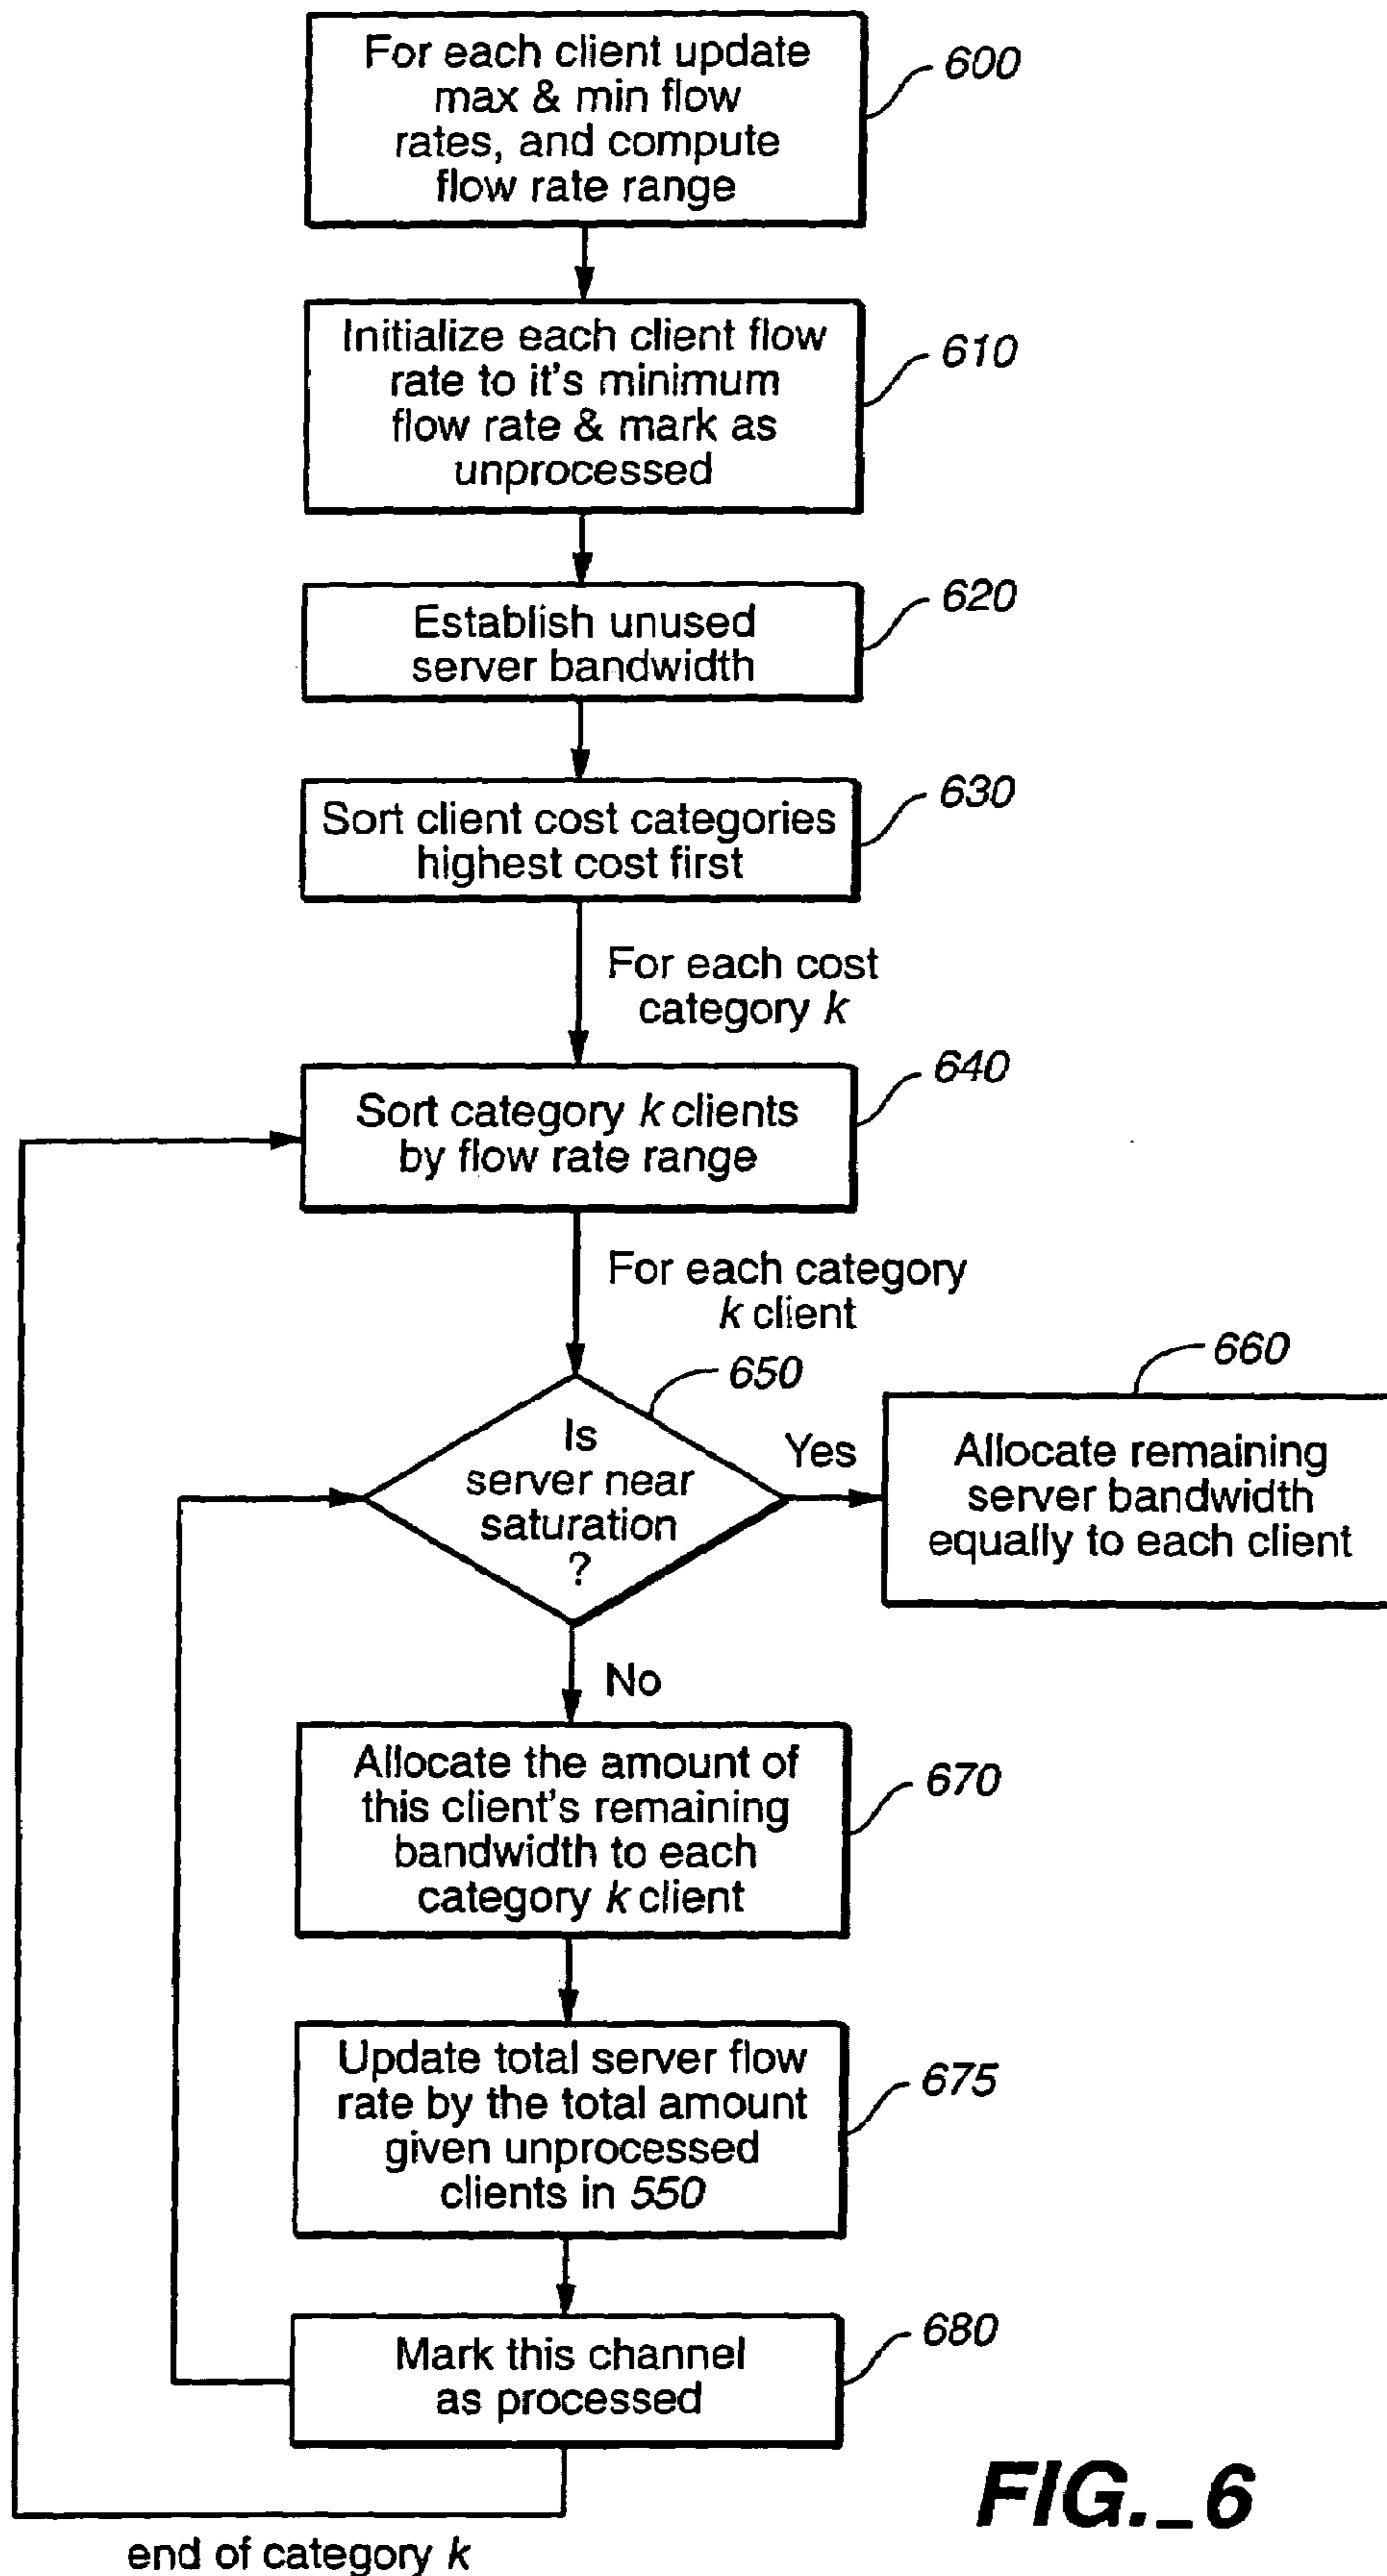 For each client update
max & min flow
rates, and compute
flow rate range
600
Initialize each client flow
rate to it's minimum
flow rate & mark as
unprocessed
610
Establish unused
server bandwidth
620
Sort client cost categories
highest cost first
630
For each cost
category k
Sort category k clients
by flow rate range
640
For each category
k client
Is
server near
saturation
?
650
Yes
Allocate remaining
server bandwidth
equally to each client
660
No
Allocate the amount of
this client's remaining
bandwidth to each
category k client
670
Update total server flow
rate by the total amount
given unprocessed
clients in 550
675
Mark this channel
as processed
680
end of category k
FIG._6